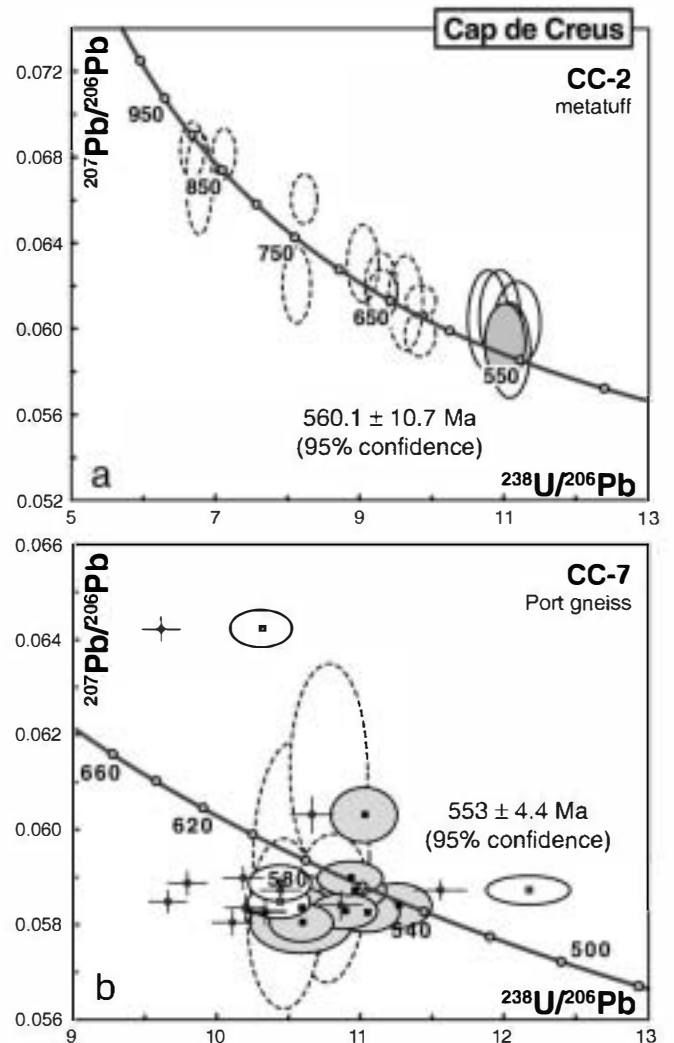 Cap de Creus
CC-2
metatuff
207Pb/206Pb
0.072
0.068
0.064
0.060
0.056
0.052
950
850
750
650
550
560.1 ± 10.7 Ma
(95% confidence)
a
238U/206Pb
5 7 9 11 13
CC-7
Port gneiss
207Pb/206Pb
0.066
0.064
0.062
0.060
0.058
0.056
660
620
580
540
500
553 ± 4.4 Ma
(95% confidence)
b
238U/206Pb
9 10 11 12 13